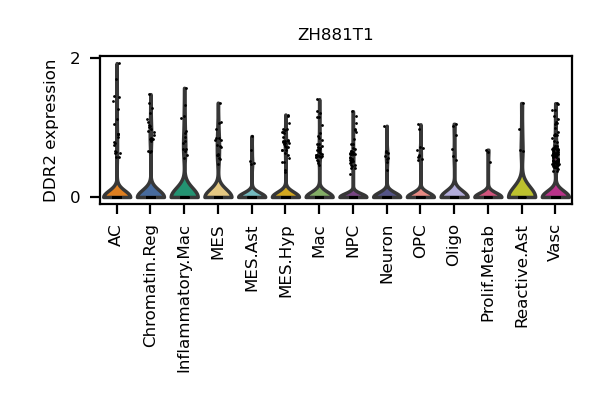 ZH881T1
DDR2 expression
2
0
AC
Chromatin.Reg
Inflammatory.Mac
MES
MES.Ast
MES.Hyp
Mac
NPC
Neuron
OPC
Oligo
Prolif.Metab
Reactive.Ast
Vasc